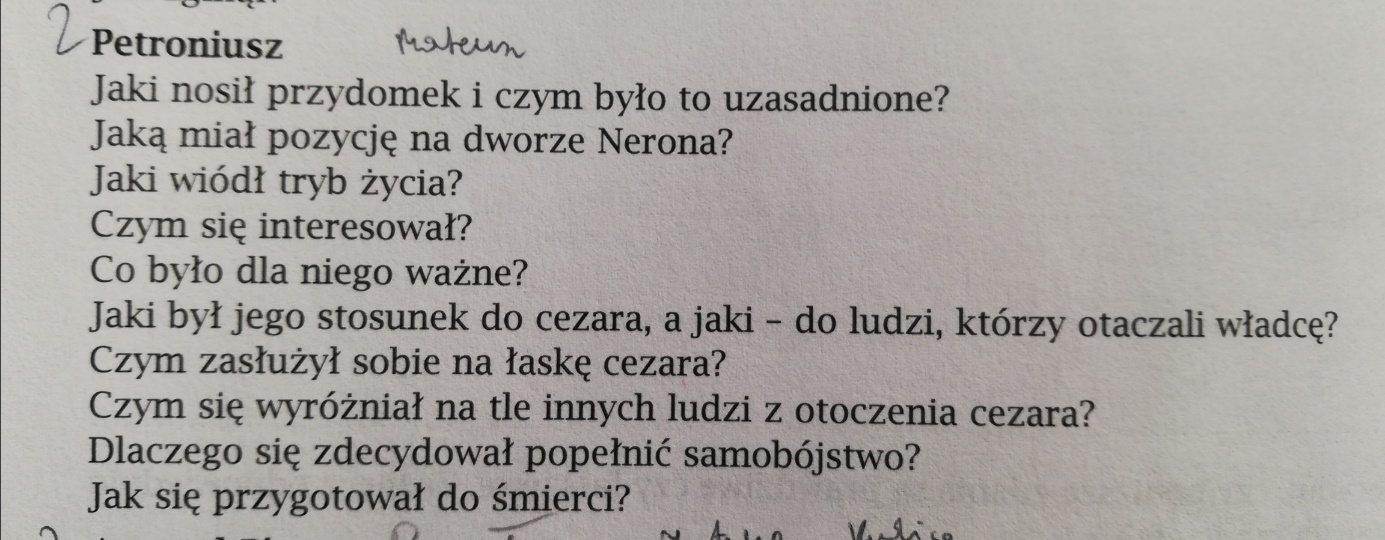 2 Petroniusz Mateusz
Jaki nosił przydomek i czym było to uzasadnione?
Jaką miał pozycję na dworze Nerona?
Jaki wiódł tryb życia?
Czym się interesował?
Co było dla niego ważne?
Jaki był jego stosunek do cezara, a jaki – do ludzi, którzy otaczali władcę?
Czym zasłużył sobie na łaskę cezara?
Czym się wyróżniał na tle innych ludzi z otoczenia cezara?
Dlaczego się zdecydował popełnić samobójstwo?
Jak się przygotował do śmierci?